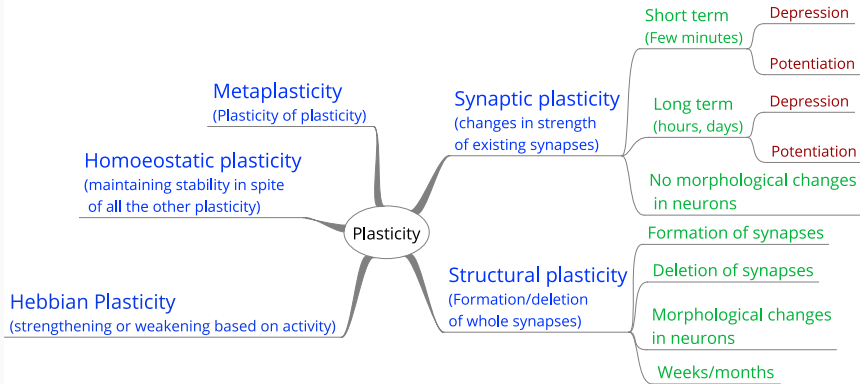 Plasticity
Metaplasticity
(Plasticity of plasticity)
Homoeostatic plasticity
(maintaining stability in spite
of all the other plasticity)
Hebbian Plasticity
(strengthening or weakening based on activity)
Synaptic plasticity
(changes in strength
of existing synapses)
Short term
(Few minutes)
Depression
Potentiation
Long term
(hours, days)
Depression
Potentiation
No morphological changes
in neurons
Structural plasticity
(Formation/deletion
of whole synapses)
Formation of synapses
Deletion of synapses
Morphological changes
in neurons
Weeks/months